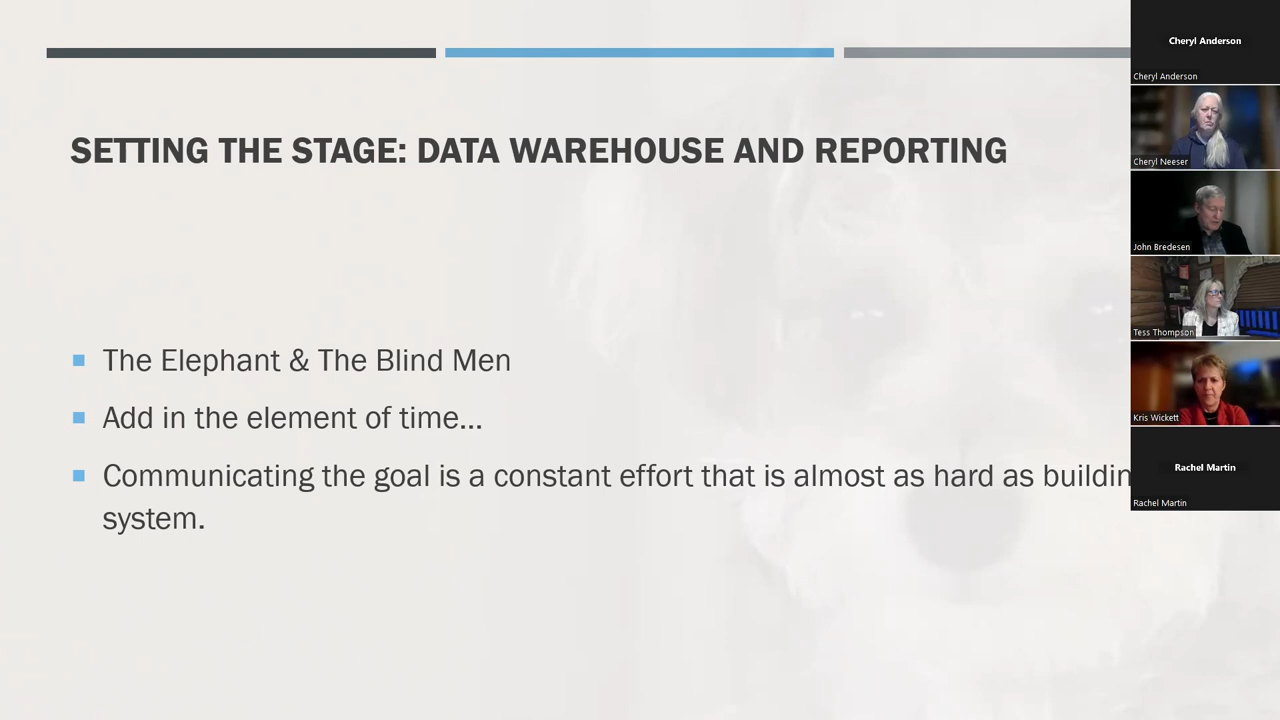 SETTING THE STAGE: DATA WAREHOUSE AND REPORTING
The Elephant & The Blind Men
Add in the element of time...
Communicating the goal is a constant effort that is almost as hard as buildin
system.
Cheryl Anderson
Cheryl Anderson
Cheryl Neeser
John Bredesen
Tess Thompson
Kris Wickett
Rachel Martin
Rachel Martin